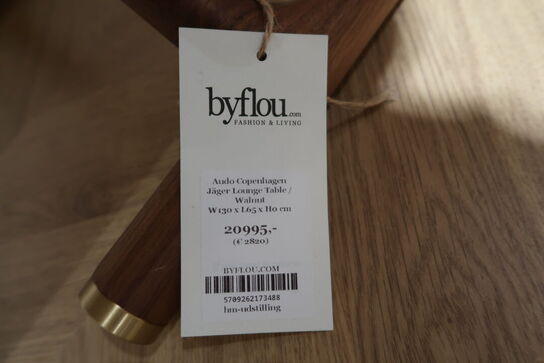 byflou.com
FASHION & LIVING
Audo Copenhagen
Jäger Lounge Table /
Walnut
W130 x L65 x H0 cm
20995,-
(€ 2820)
BYFLOU.COM
5709262173488
hm-udstilling